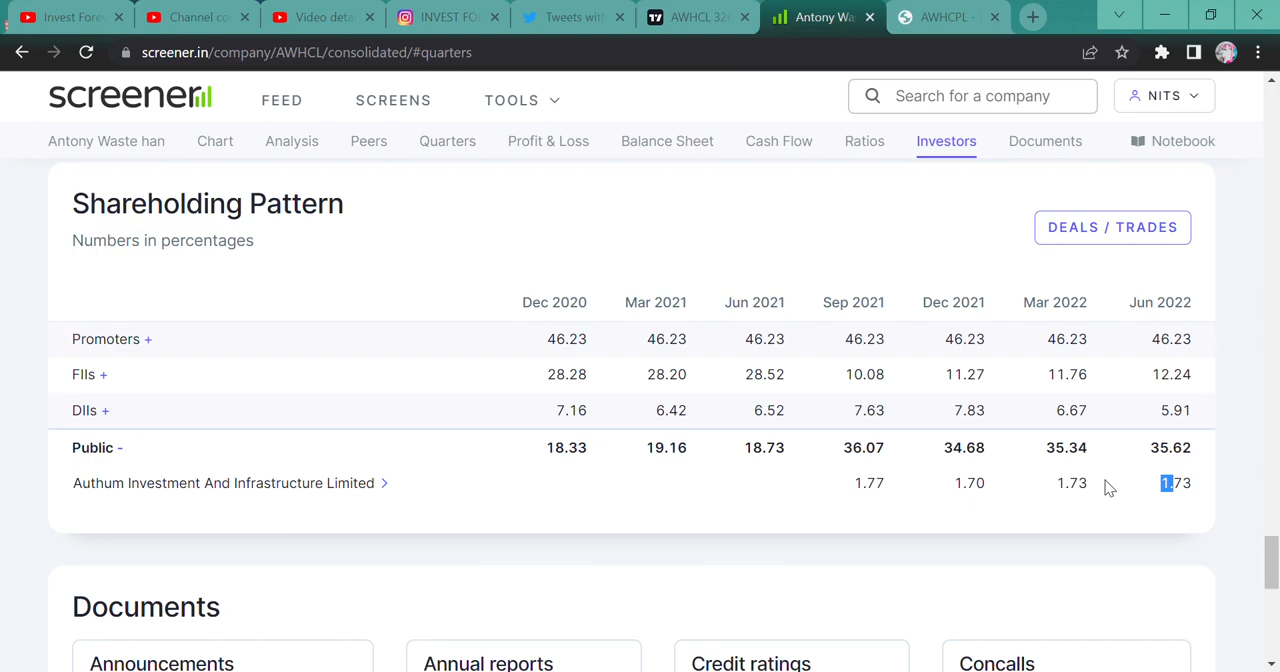 Invest Fore
Channel co
Video deta
INVEST FO
Tweets with
AWHCL 326
Antony Wa
AWHCPL -
screener.in/company/AWHCL/consolidated/#quarters
screener
FEED
SCREENS
TOOLS
Search for a company
NITS
Antony Waste han
Chart
Analysis
Peers
Quarters
Profit & Loss
Balance Sheet
Cash Flow
Ratios
Investors
Documents
Notebook
Shareholding Pattern
Numbers in percentages
DEALS / TRADES
Dec 2020 Mar 2021 Jun 2021 Sep 2021 Dec 2021 Mar 2022 Jun 2022
Promoters + 46.23 46.23 46.23 46.23 46.23 46.23 46.23
FIIs + 28.28 28.20 28.52 10.08 11.27 11.76 12.24
DIIs + 7.16 6.42 6.52 7.63 7.83 6.67 5.91
Public - 18.33 19.16 18.73 36.07 34.68 35.34 35.62
Authum Investment And Infrastructure Limited 1.77 1.70 1.73 1.73
Documents
Announcements
Annual reports
Credit ratings
Concalls